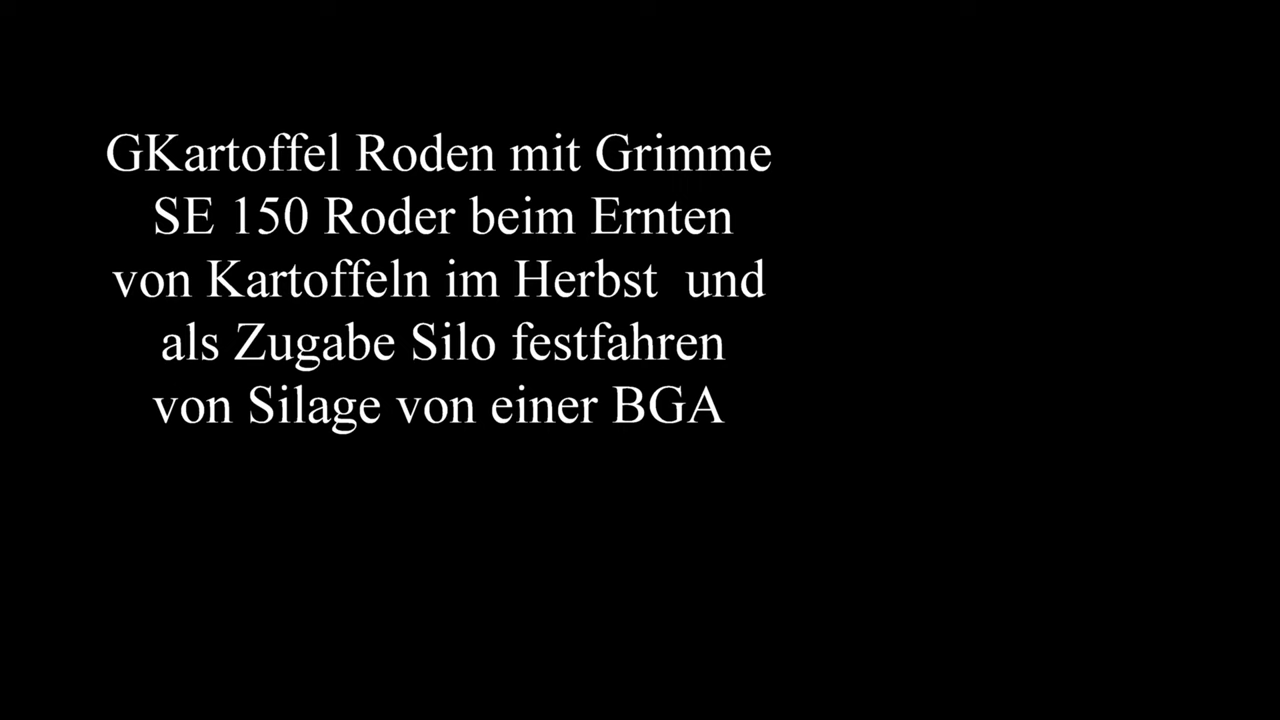 GKartoffel Roden mit Grimme
SE 150 Roder beim Ernten
von Kartoffeln im Herbst  und
als Zugabe Silo festfahren
von Silage von einer BGA